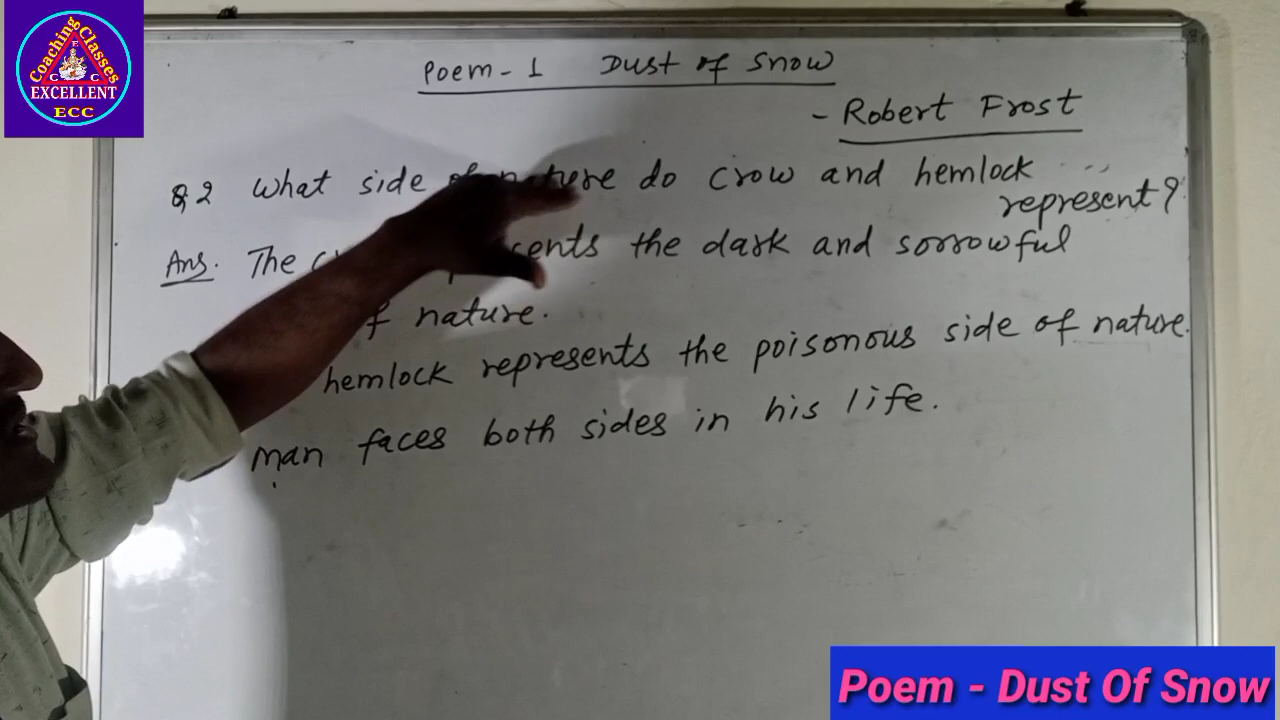 Coaching Classes
E
C C
EXCELLENT
ECC
Poem - 1 Dust of Snow
- Robert Frost
Q2 What side nature do crow and hemlock
represent?
Ans. The the dark and sorrowful
nature.
hemlock represents the poisonous side of nature.
man faces both sides in his life.
Poem - Dust Of Snow